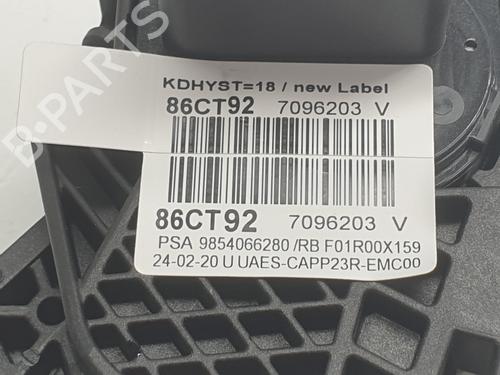 KDHYST=18 / new Label
86CT92 7096203 V
86CT92 7096203 V
PSA 9854066280 /RB F01R00X159
24-02-20 U UAES-CAPP23R-EMC00
B-PARTS